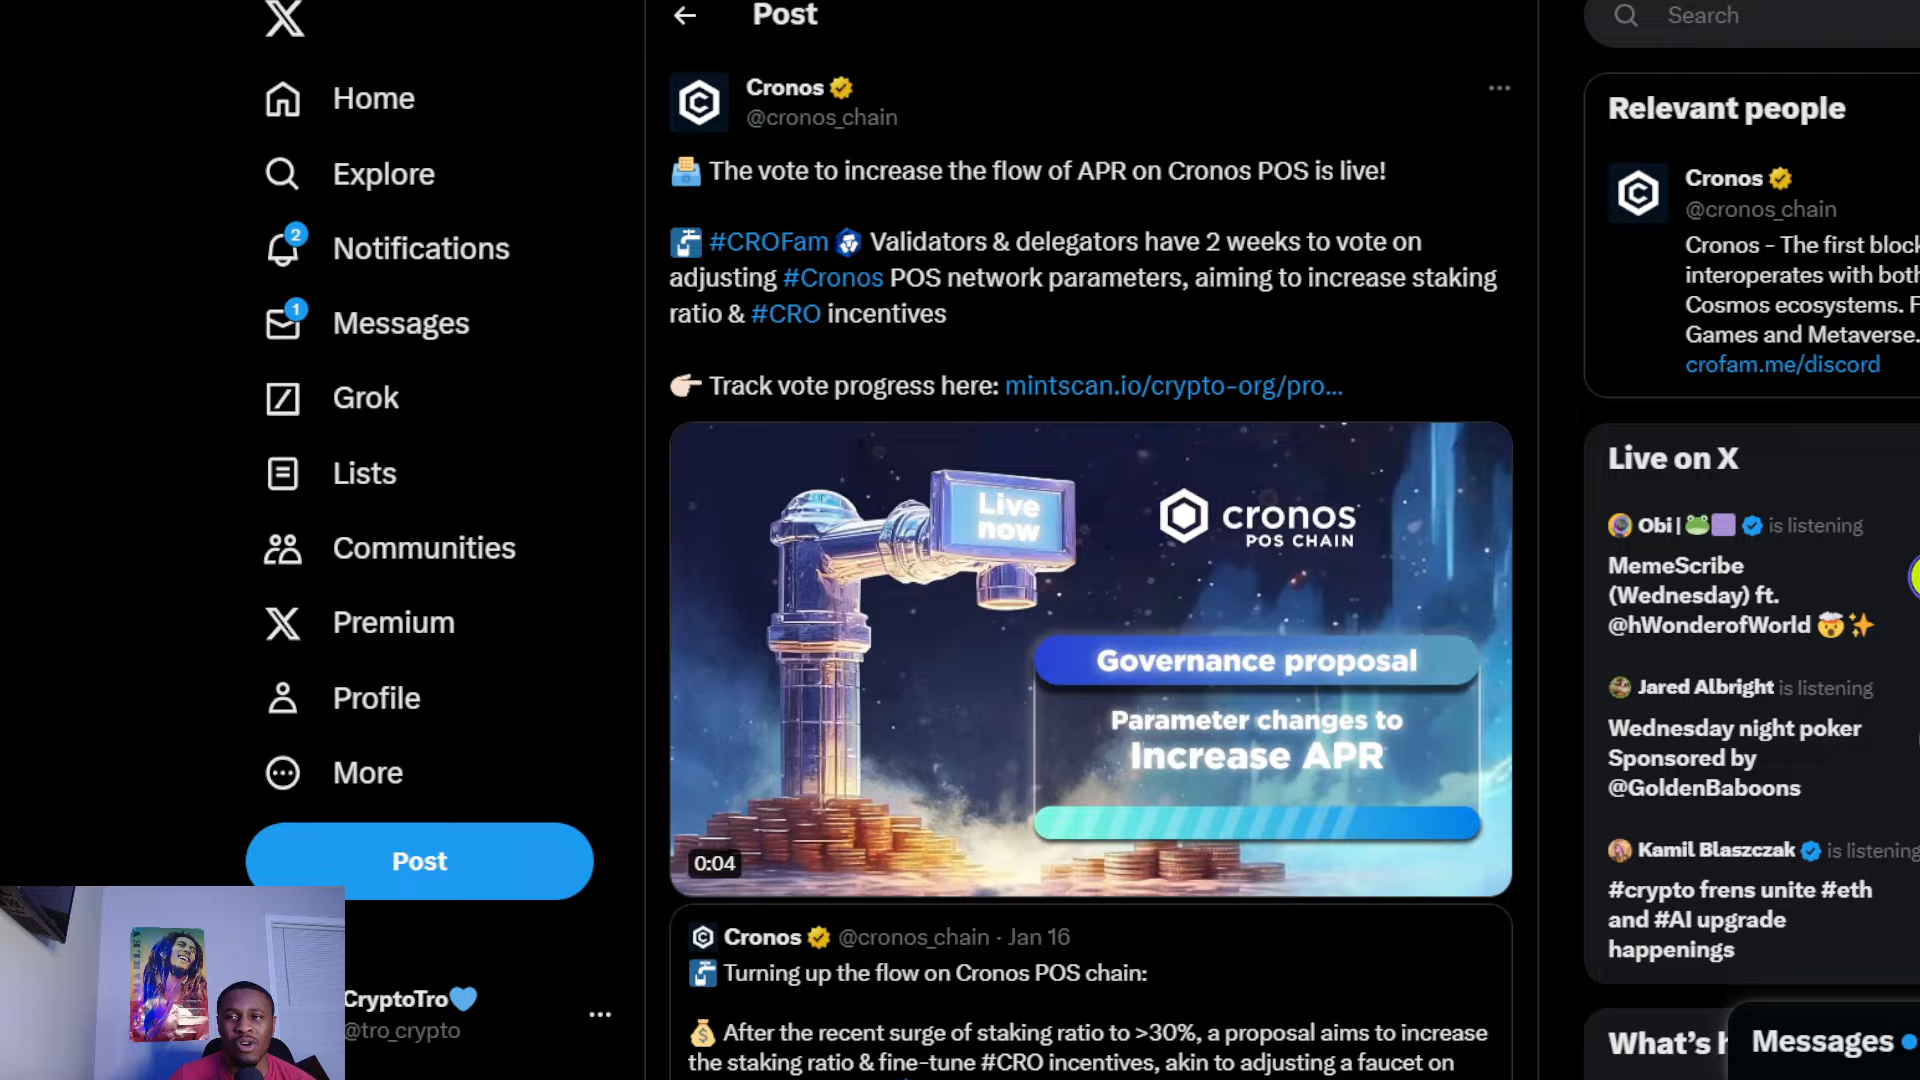 Home
Explore
2
Notifications
1
Messages
Grok
Lists
Communities
Premium
Profile
More
Post
CryptoTro
@tro_crypto
Post
Cronos
@cronos_chain
The vote to increase the flow of APR on Cronos POS is live!
#CROFam Validators & delegators have 2 weeks to vote on
adjusting #Cronos POS network parameters, aiming to increase staking
ratio & #CRO incentives
Track vote progress here: mintscan.io/crypto-org/pro...
Live
now
cronos
POS CHAIN
Governance proposal
Parameter changes to
Increase APR
0:04
Cronos @cronos_chain · Jan 16
Turning up the flow on Cronos POS chain:
After the recent surge of staking ratio to >30%, a proposal aims to increase
the staking ratio & fine-tune #CRO incentives, akin to adjusting a faucet on
Search
Relevant people
Cronos
@cronos_chain
Cronos - The first block
interoperates with both
Cosmos ecosystems. F
Games and Metaverse.
crofam.me/discord
Live on X
Obi | is listening
MemeScribe
(Wednesday) ft.
@hWonderofWorld
Jared Albright is listening
Wednesday night poker
Sponsored by
@GoldenBaboons
Kamil Blaszczak is listening
#crypto frens unite #eth
and #AI upgrade
happenings
What's h
Messages
MARLEY